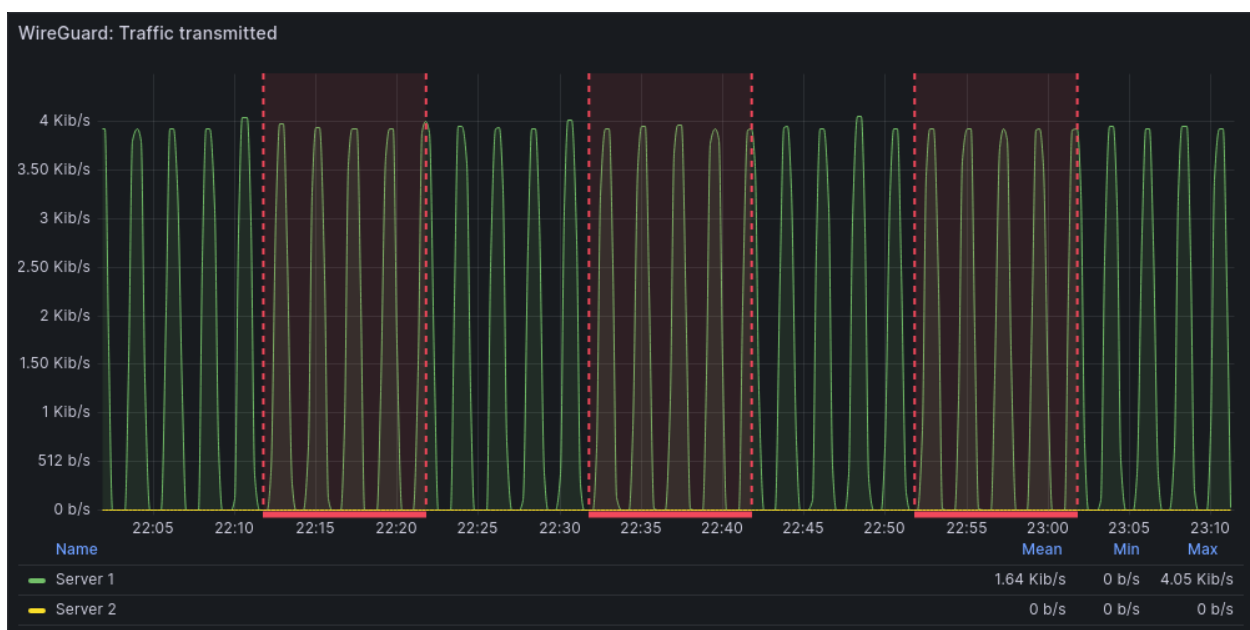 WireGuard: Traffic transmitted
4 Kib/s
3.50 Kib/s
3 Kib/s
2.50 Kib/s
2 Kib/s
1.50 Kib/s
1 Kib/s
512 b/s
0 b/s
22:05 22:10 22:15 22:20 22:25 22:30 22:35 22:40 22:45 22:50 22:55 23:00 23:05 23:10
Name Mean Min Max
Server 1 1.64 Kib/s 0 b/s 4.05 Kib/s
Server 2 0 b/s 0 b/s 0 b/s